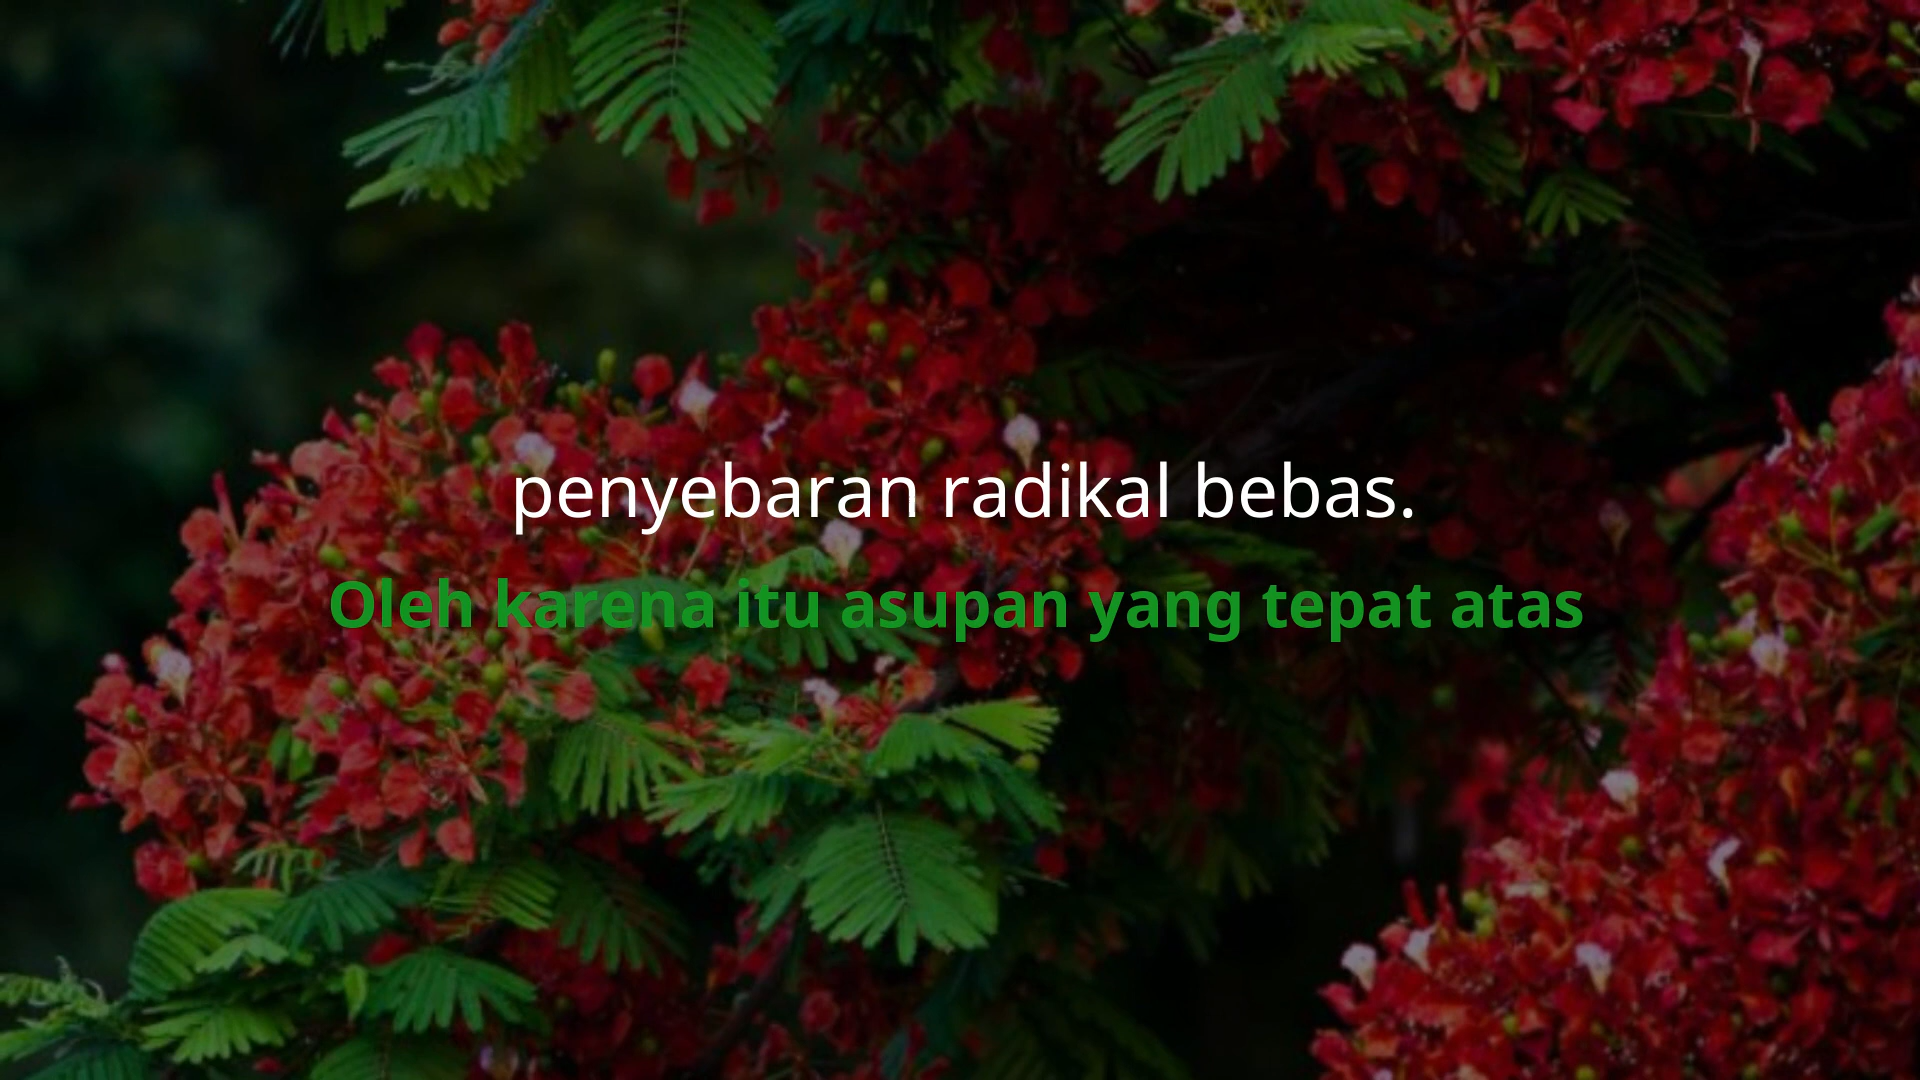 penyebaran radikal bebas.
Oleh karena itu asupan yang tepat atas